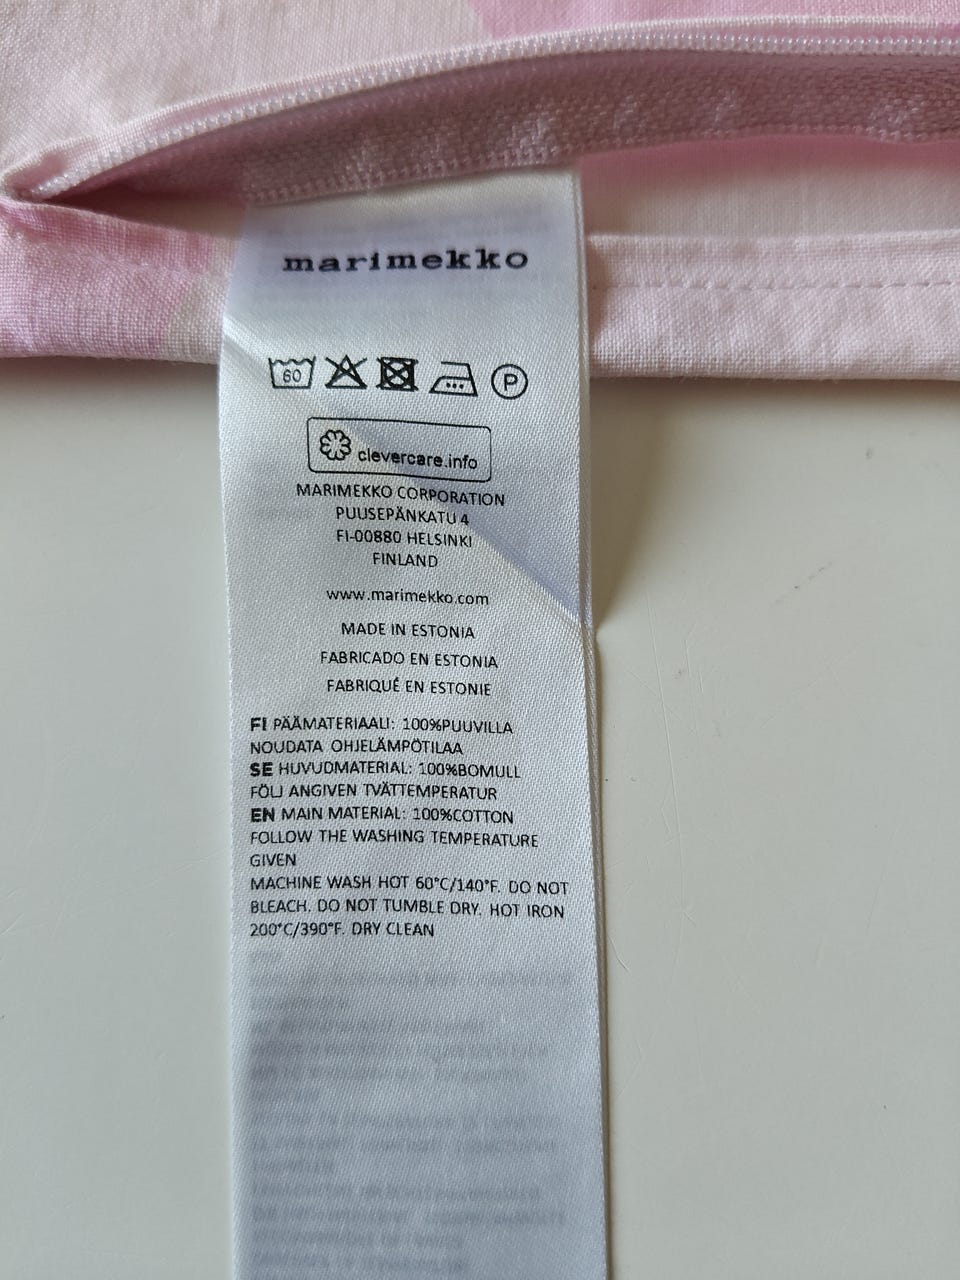 marimekko
60 P
clevercare.info
MARIMEKKO CORPORATION
PUUSEPÄNKATU 4
FI-00880 HELSINKI
FINLAND
www.marimekko.com
MADE IN ESTONIA
FABRICADO EN ESTONIA
FABRIQUÉ EN ESTONIE
FI PÄÄMATERIAALI: 100%PUUVILLA
NOUDATA OHJELÄMPÖTILAA
SE HUVUDMATERIAL: 100%BOMULL
FÖLJ ANGIVEN TVÄTTEMPERATUR
EN MAIN MATERIAL: 100%COTTON
FOLLOW THE WASHING TEMPERATURE
GIVEN
MACHINE WASH HOT 60°C/140°F. DO NOT
BLEACH. DO NOT TUMBLE DRY. HOT IRON
200°C/390°F. DRY CLEAN